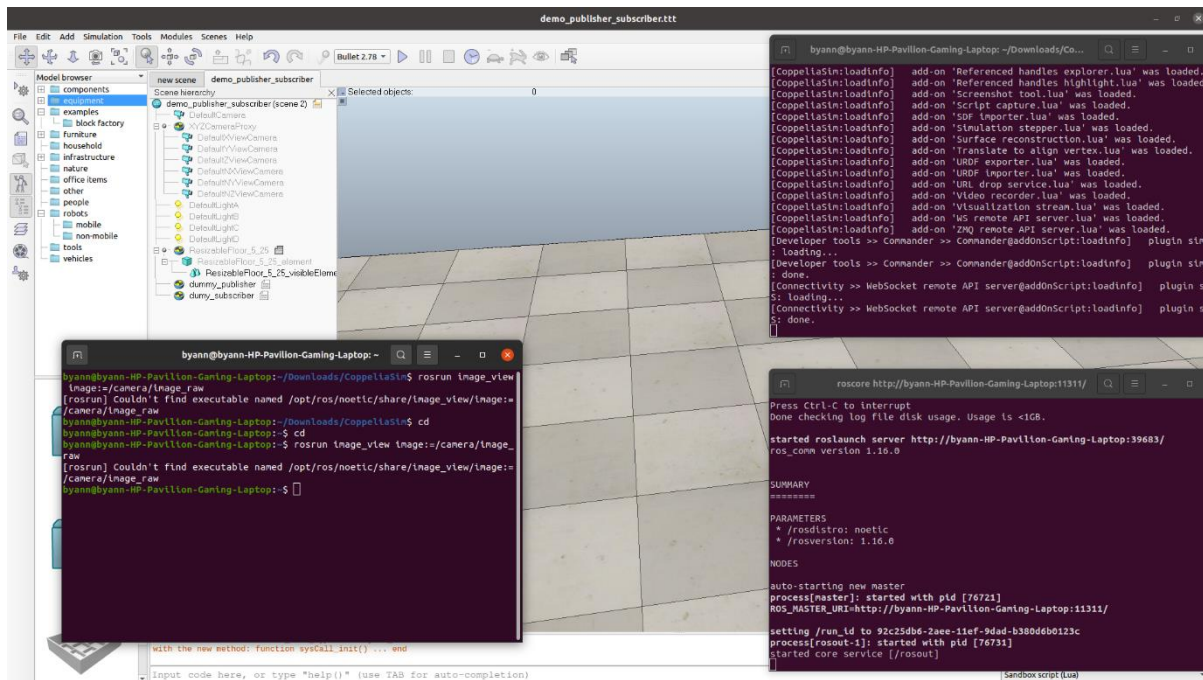 demo_publisher_subscriber.ttt
File Edit Add Simulation Tools Modules Scenes Help
Bullet 2.78
Model browser
components
equipment
examples
block factory
furniture
household
infrastructure
nature
office items
other
people
robots
mobile
non-mobile
tools
vehicles
new scene demo_publisher_subscriber
Scene hierarchy
demo_publisher_subscriber (scene 2)
DefaultCamera
XYZCameraProxy
DefaultXViewCamera
DefaultYViewCamera
DefaultZViewCamera
DefaultNXViewCamera
DefaultNYViewCamera
DefaultNZViewCamera
DefaultLightA
DefaultLightB
DefaultLightC
DefaultLightD
ResizableFloor_5_25
ResizableFloor_5_25_element
ResizableFloor_5_25_visibleEleme
dummy_publisher
dumy_subscriber
Selected objects: 0
byann@byann-HP-Pavilion-Gaming-Laptop: ~/Downloads/Co...
[CoppeliaSim:loadinfo] add-on 'Referenced handles explorer.lua' was loaded.
[CoppeliaSim:loadinfo] add-on 'Referenced handles highlight.lua' was loaded
[CoppeliaSim:loadinfo] add-on 'Screenshot tool.lua' was loaded.
[CoppeliaSim:loadinfo] add-on 'Script capture.lua' was loaded.
[CoppeliaSim:loadinfo] add-on 'SDF importer.lua' was loaded.
[CoppeliaSim:loadinfo] add-on 'Simulation stepper.lua' was loaded.
[CoppeliaSim:loadinfo] add-on 'Surface reconstruction.lua' was loaded.
[CoppeliaSim:loadinfo] add-on 'Translate to align vertex.lua' was loaded.
[CoppeliaSim:loadinfo] add-on 'URDF exporter.lua' was loaded.
[CoppeliaSim:loadinfo] add-on 'URDF importer.lua' was loaded.
[CoppeliaSim:loadinfo] add-on 'URL drop service.lua' was loaded.
[CoppeliaSim:loadinfo] add-on 'Video recorder.lua' was loaded.
[CoppeliaSim:loadinfo] add-on 'Visualization stream.lua' was loaded.
[CoppeliaSim:loadinfo] add-on 'WS remote API server.lua' was loaded.
[CoppeliaSim:loadinfo] add-on 'ZMQ remote API server.lua' was loaded.
[Developer tools >> Commander >> Commander@addOnScript:loadinfo] plugin sim
: loading...
[Developer tools >> Commander >> Commander@addOnScript:loadinfo] plugin sim
: done.
[Connectivity >> WebSocket remote API server@addOnScript:loadinfo] plugin s
S: loading...
[Connectivity >> WebSocket remote API server@addOnScript:loadinfo] plugin s
S: done.
byann@byann-HP-Pavilion-Gaming-Laptop: ~
byann@byann-HP-Pavilion-Gaming-Laptop:~/Downloads/CoppeliaSim$ rosrun image_view
image:=/camera/image_raw
[rosrun] Couldn't find executable named /opt/ros/noetic/share/image_view/image:=
/camera/image_raw
byann@byann-HP-Pavilion-Gaming-Laptop:~/Downloads/CoppeliaSim$ cd
byann@byann-HP-Pavilion-Gaming-Laptop:~$ cd
byann@byann-HP-Pavilion-Gaming-Laptop:~$ rosrun image_view image:=/camera/image_
raw
[rosrun] Couldn't find executable named /opt/ros/noetic/share/image_view/image:=
/camera/image_raw
byann@byann-HP-Pavilion-Gaming-Laptop:~$
roscore http://byann-HP-Pavilion-Gaming-Laptop:11311/
Press Ctrl-C to interrupt
Done checking log file disk usage. Usage is <1GB.
started roslaunch server http://byann-HP-Pavilion-Gaming-Laptop:39683/
ros_comm version 1.16.0
SUMMARY
========
PARAMETERS
* /rosdistro: noetic
* /rosversion: 1.16.0
NODES
auto-starting new master
process[master]: started with pid [76721]
ROS_MASTER_URI=http://byann-HP-Pavilion-Gaming-Laptop:11311/
setting /run_id to 92c25db6-2aee-11ef-9dad-b380d6b0123c
process[rosout-1]: started with pid [76731]
started core service [/rosout]
with the new method: function sysCall_init() ... end
Input code here, or type "help()" (use TAB for auto-completion)
Sandbox script (Lua)